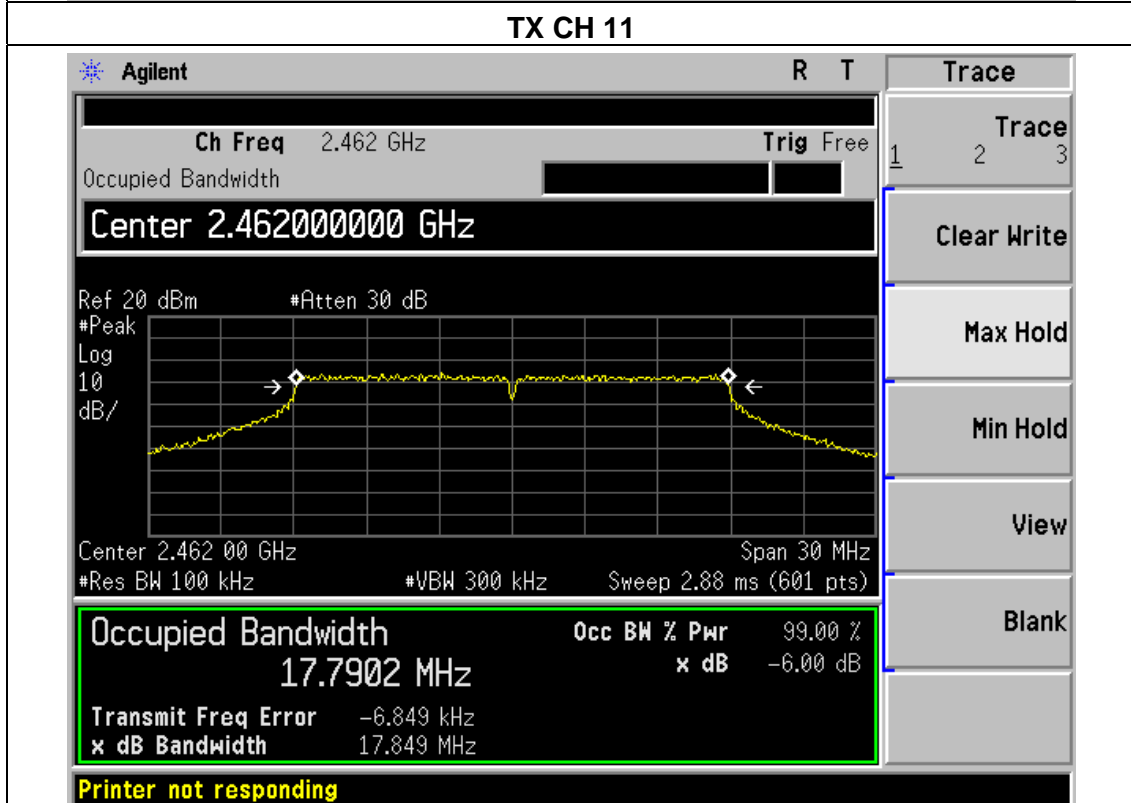 TX CH 11
Agilent R T Trace
Ch Freq 2.462 GHz Trig Free
Trace
1 2 3
Occupied Bandwidth
Center 2.462000000 GHz
Clear Write
Ref 20 dBm #Atten 30 dB
#Peak
Log
10
dB/
Max Hold
Min Hold
View
Center 2.462 00 GHz Span 30 MHz
#Res BW 100 kHz #VBW 300 kHz Sweep 2.88 ms (601 pts)
Blank
Occupied Bandwidth Occ BW % Pwr 99.00 %
17.7902 MHz x dB -6.00 dB
Transmit Freq Error -6.849 kHz
x dB Bandwidth 17.849 MHz
Printer not responding